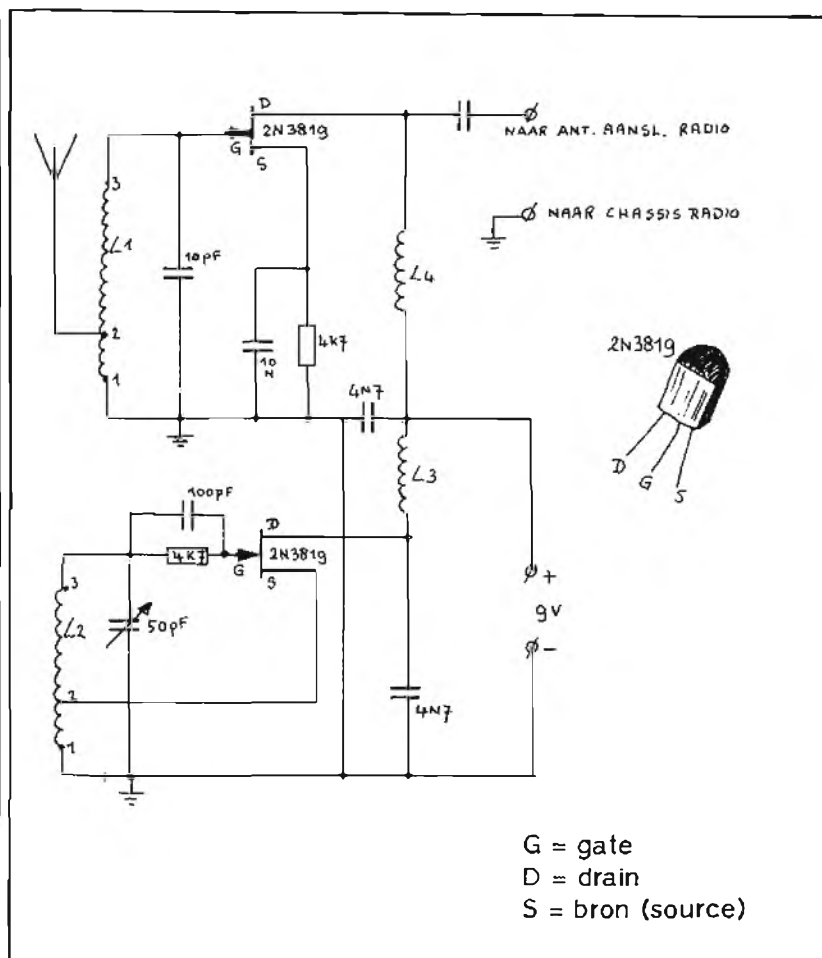 D
2N3819
G
S
NAAR ANT. AANSL. RADIO
3
L1
10pF
2
1
NAAR CHASSIS RADIO
L4
10
N
4K7
4N7
2N3819
D
G
S
L3
100pF
4K7
G
D
2N3819
S
3
L2
50pF
2
1
4N7
+
9V
-
G = gate
D = drain
S = bron (source)